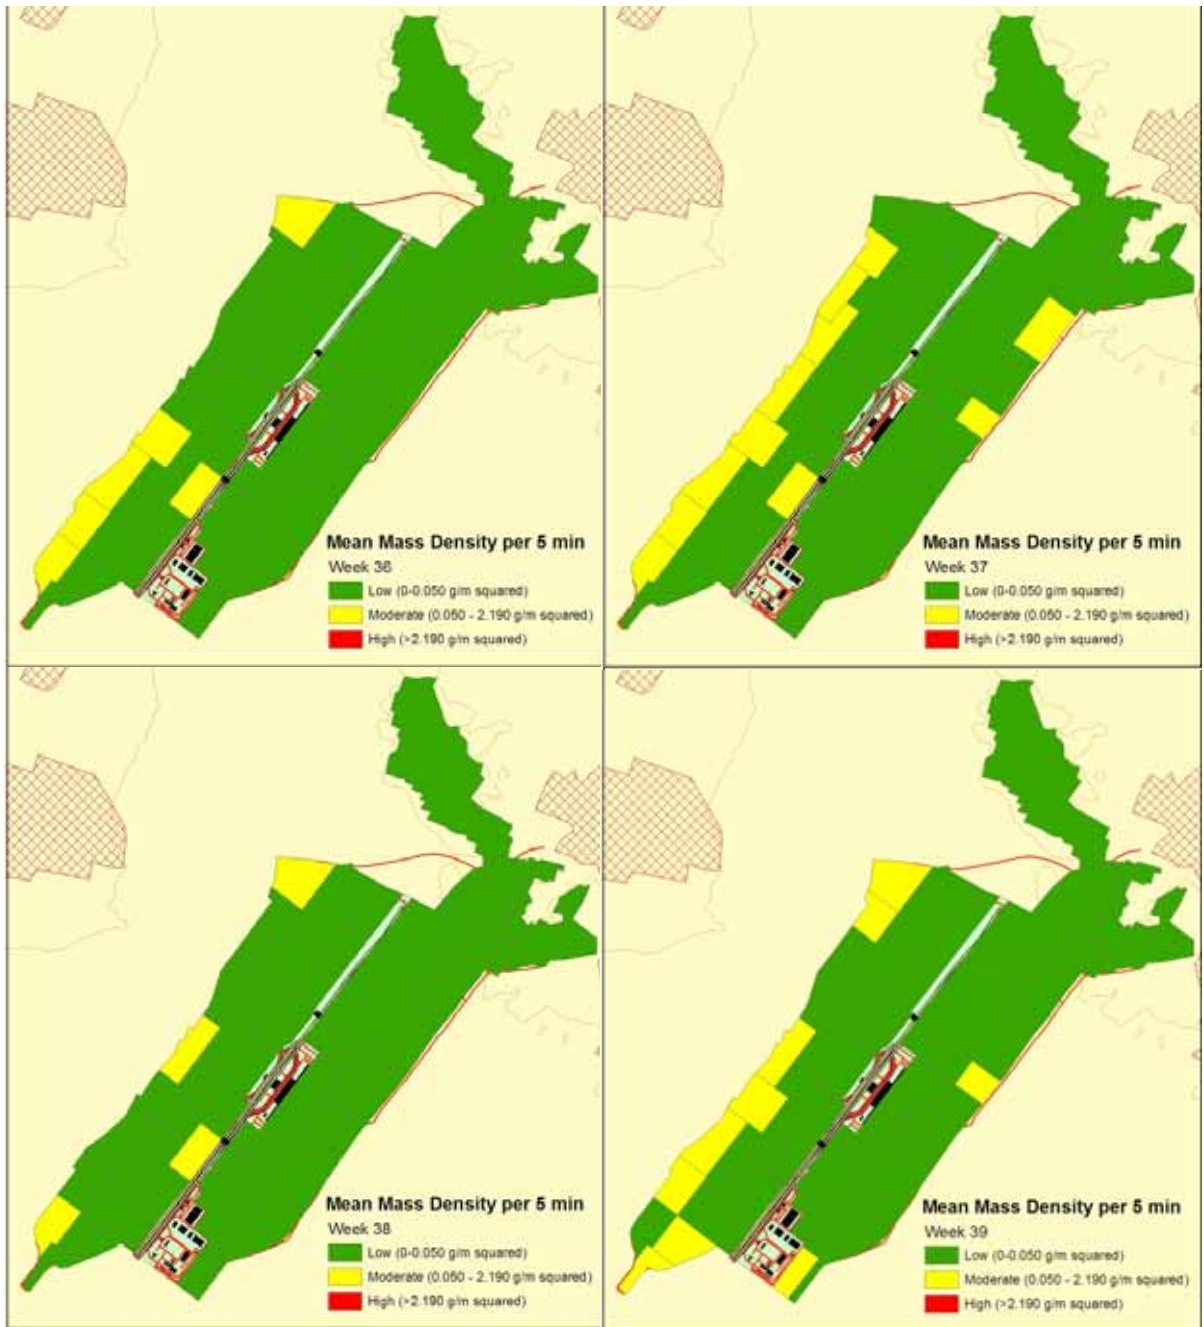 Mean Mass Density per 5 min
Week 36
Low (0-0.050 g/m squared)
Moderate (0.050 - 2.190 g/m squared)
High (>2.190 g/m squared)
Mean Mass Density per 5 min
Week 37
Low (0-0.050 g/m squared)
Moderate (0.050 - 2.190 g/m squared)
High (>2.190 g/m squared)
Mean Mass Density per 5 min
Week 38
Low (0-0.050 g/m squared)
Moderate (0.050 - 2.190 g/m squared)
High (>2.190 g/m squared)
Mean Mass Density per 5 min
Week 39
Low (0-0.050 g/m squared)
Moderate (0.050 - 2.190 g/m squared)
High (>2.190 g/m squared)